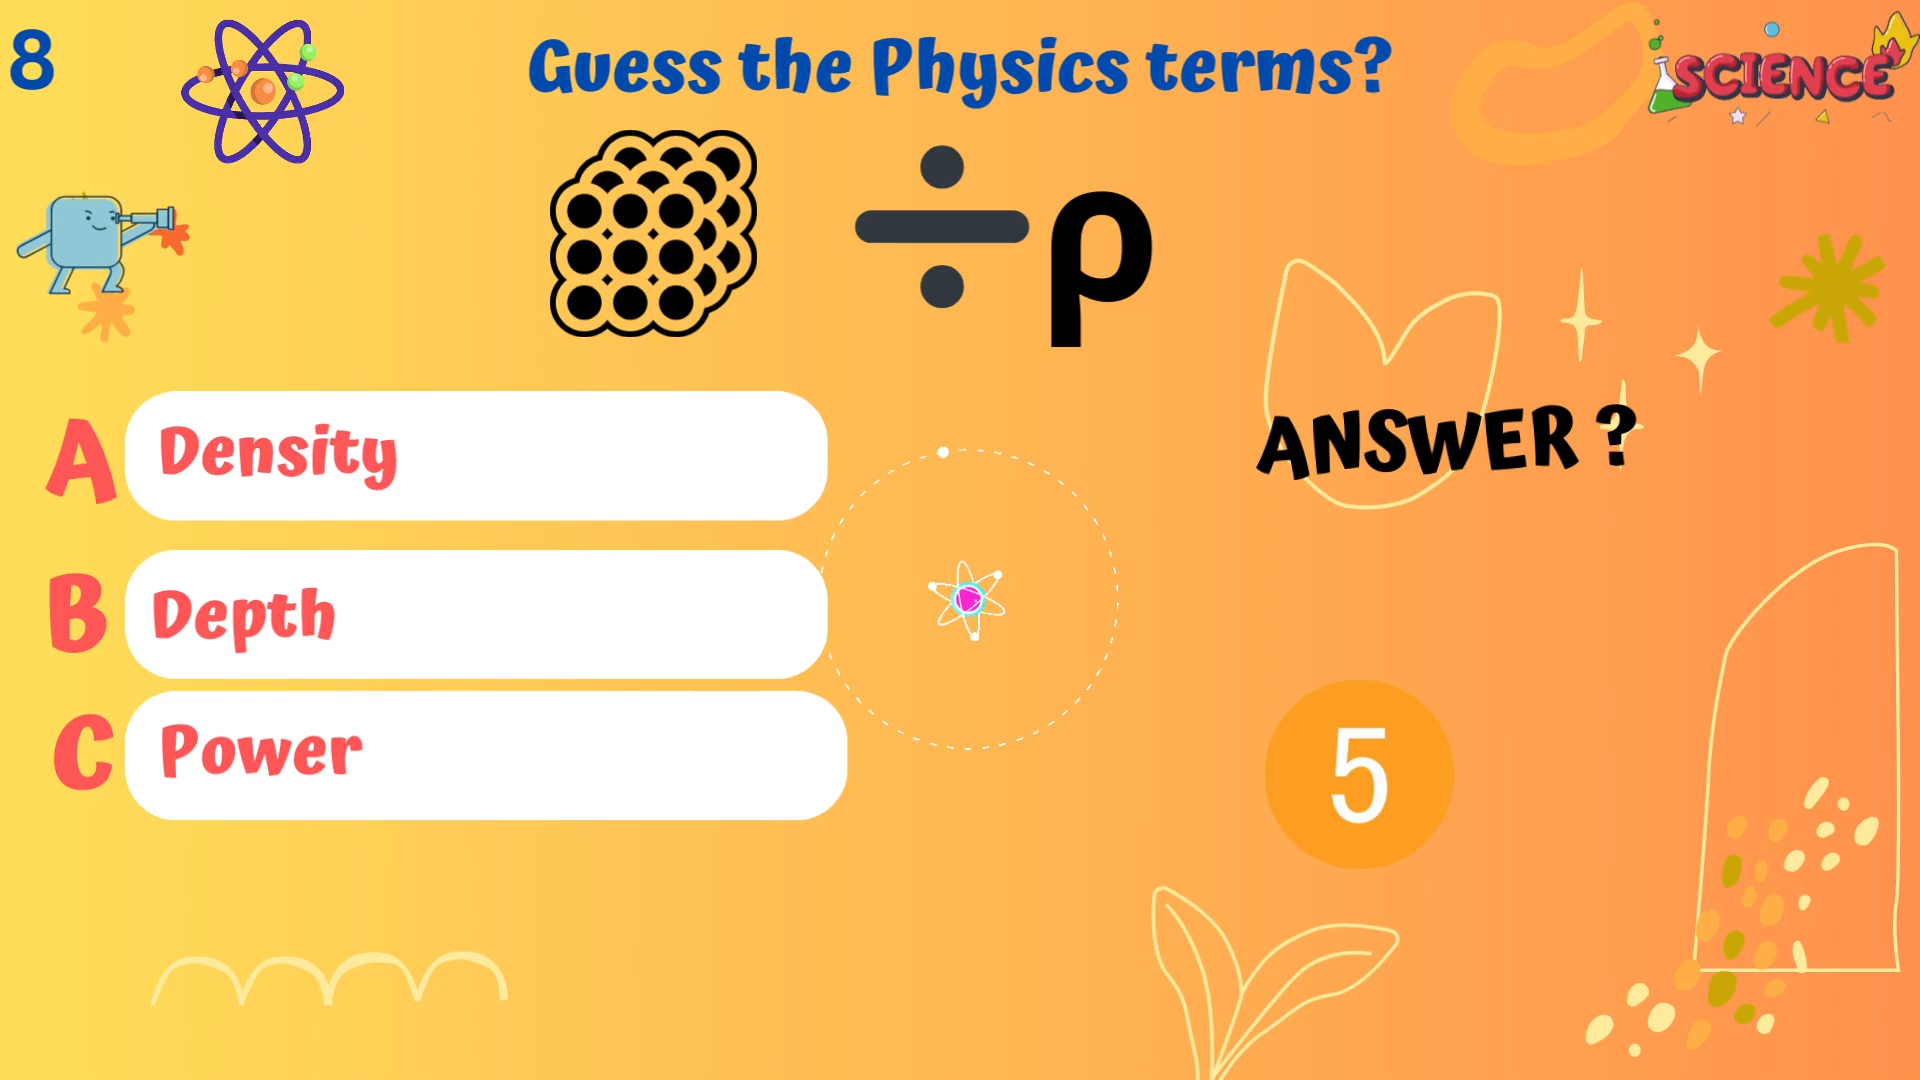 8
Guess the Physics terms?
SCIENCE
÷ρ
A Density
ANSWER ?
B Depth
C Power
5